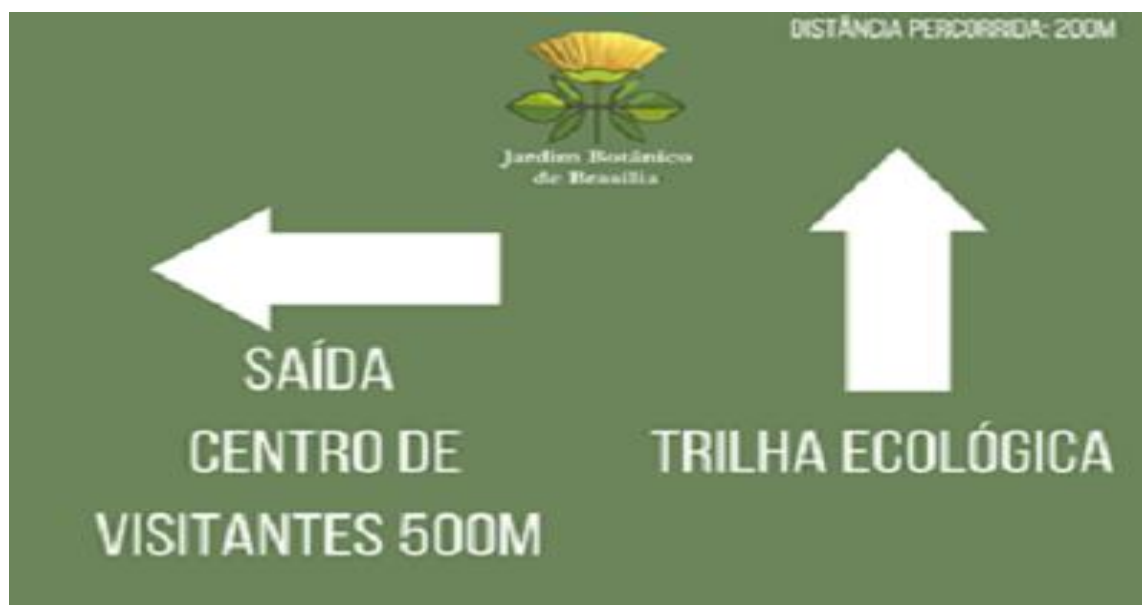 DISTÂNCIA PERCORRIDA: 200M
Jardim Botânico
de Brasília
SAÍDA
CENTRO DE
VISITANTES 500M
TRILHA ECOLÓGICA